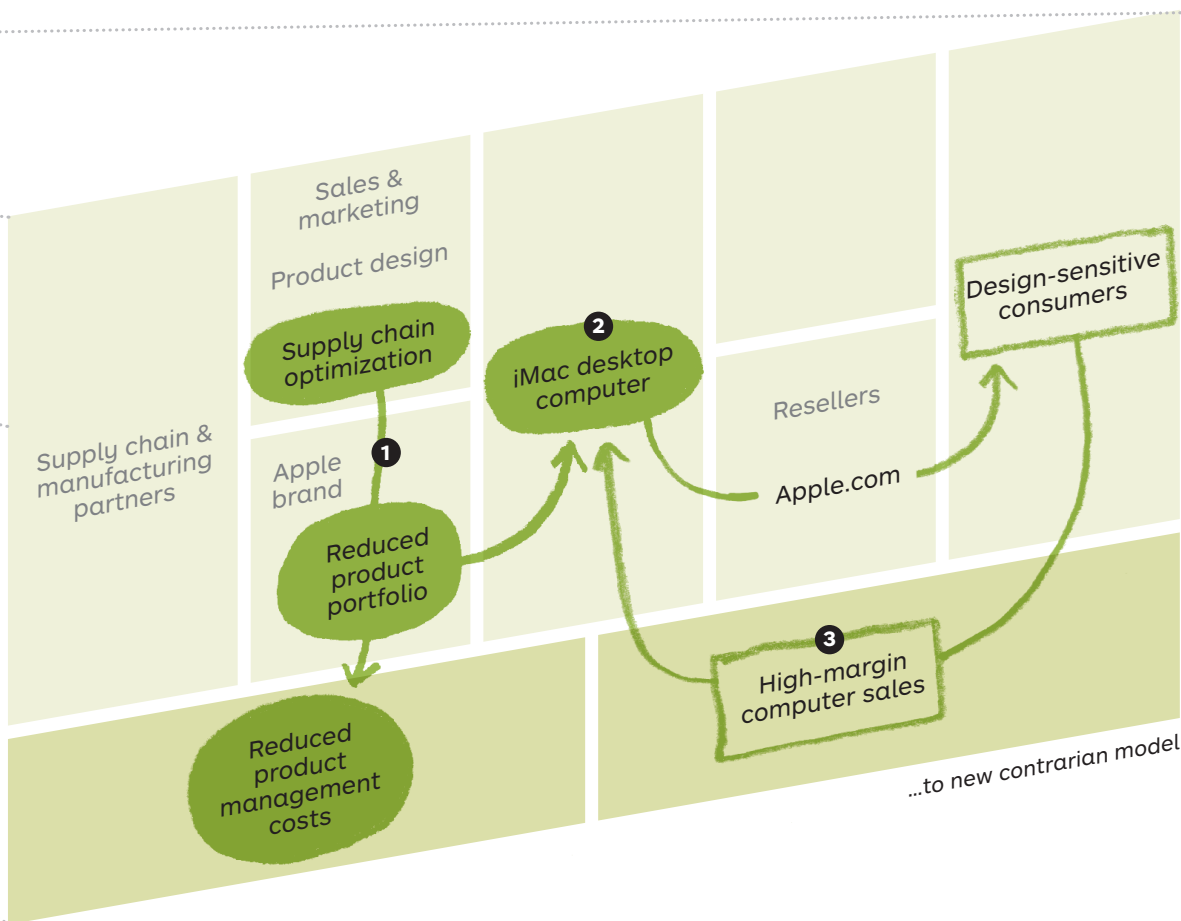 Supply chain &
manufacturing
partners
Sales &
marketing
Product design
Supply chain
optimization
1
Apple
brand
Reduced
product
portfolio
2
iMac desktop
computer
Resellers
Apple.com
Design-sensitive
consumers
Reduced
product
management
costs
3
High-margin
computer sales
...to new contrarian model